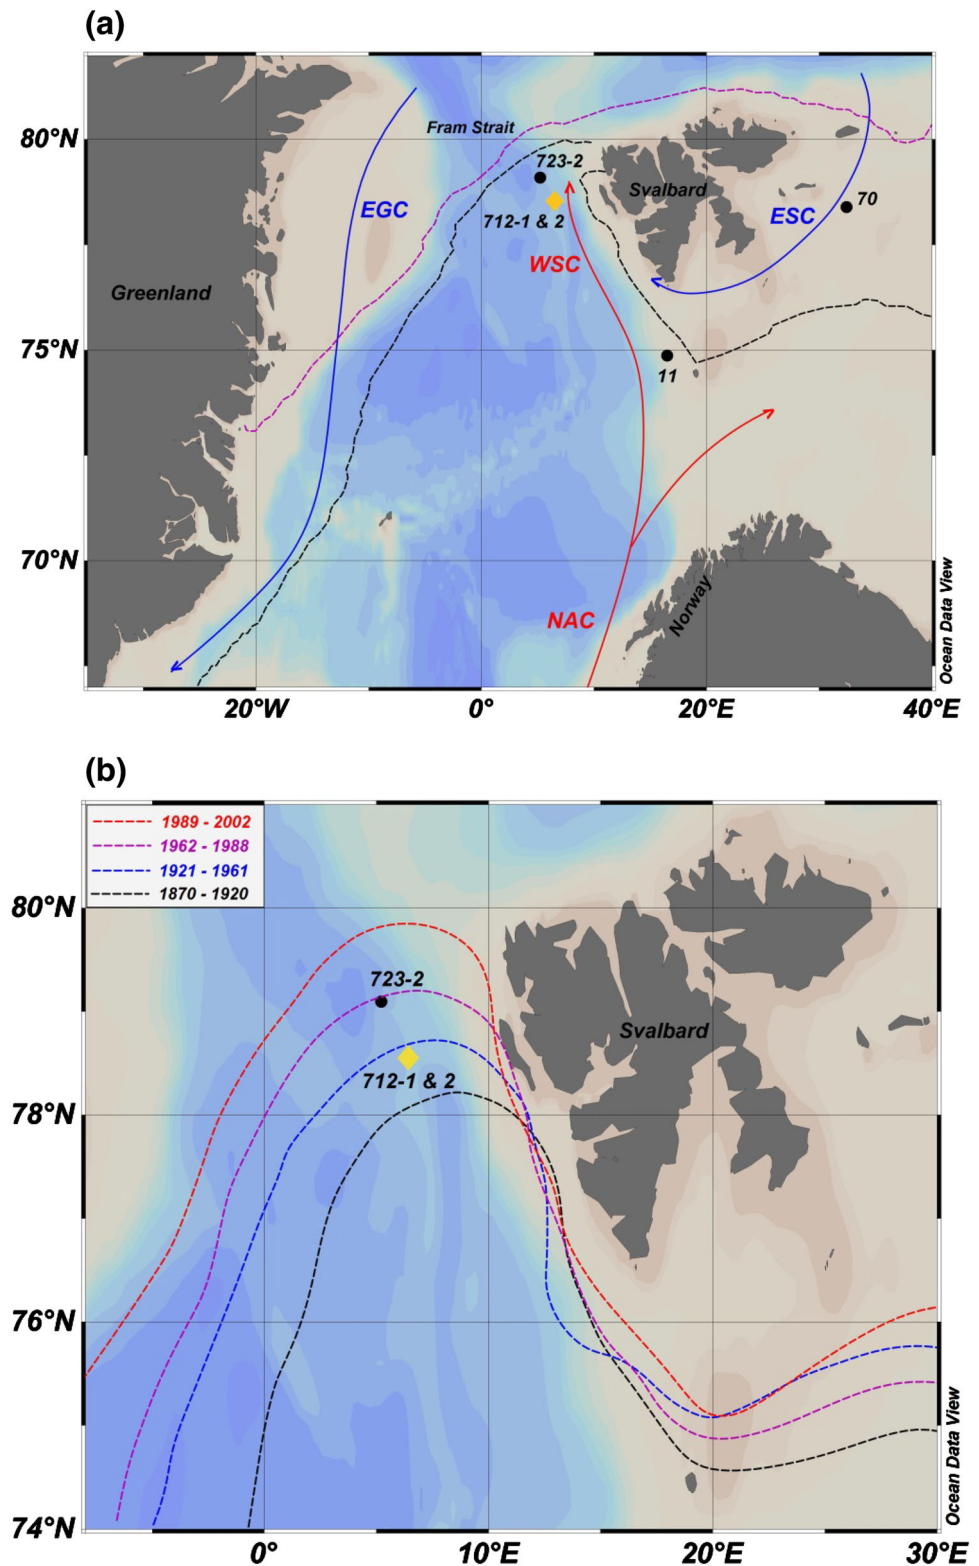 (a)
80°N
75°N
70°N
20°W
0°
20°E
40°E
Fram Strait
723-2
712-1 & 2
Svalbard
70
EGC
ESC
WSC
Greenland
11
NAC
Norway
Ocean Data View
(b)
1989 - 2002
1962 - 1988
1921 - 1961
1870 - 1920
80°N
78°N
76°N
74°N
723-2
712-1 & 2
Svalbard
0°
10°E
20°E
30°E
Ocean Data View